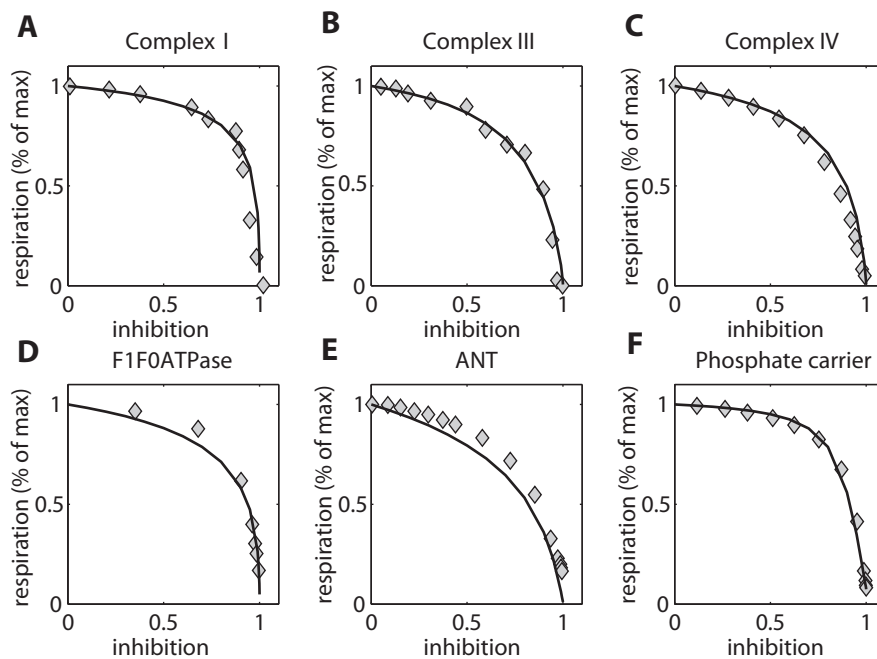 A
Complex I
B
Complex III
C
Complex IV
respiration (% of max)
1
0.5
0
0
0.5
1
inhibition
respiration (% of max)
1
0.5
0
0
0.5
1
inhibition
respiration (% of max)
1
0.5
0
0
0.5
1
inhibition
D
F1F0ATPase
E
ANT
F
Phosphate carrier
respiration (% of max)
1
0.5
0
0
0.5
1
inhibition
respiration (% of max)
1
0.5
0
0
0.5
1
inhibition
respiration (% of max)
1
0.5
0
0
0.5
1
inhibition